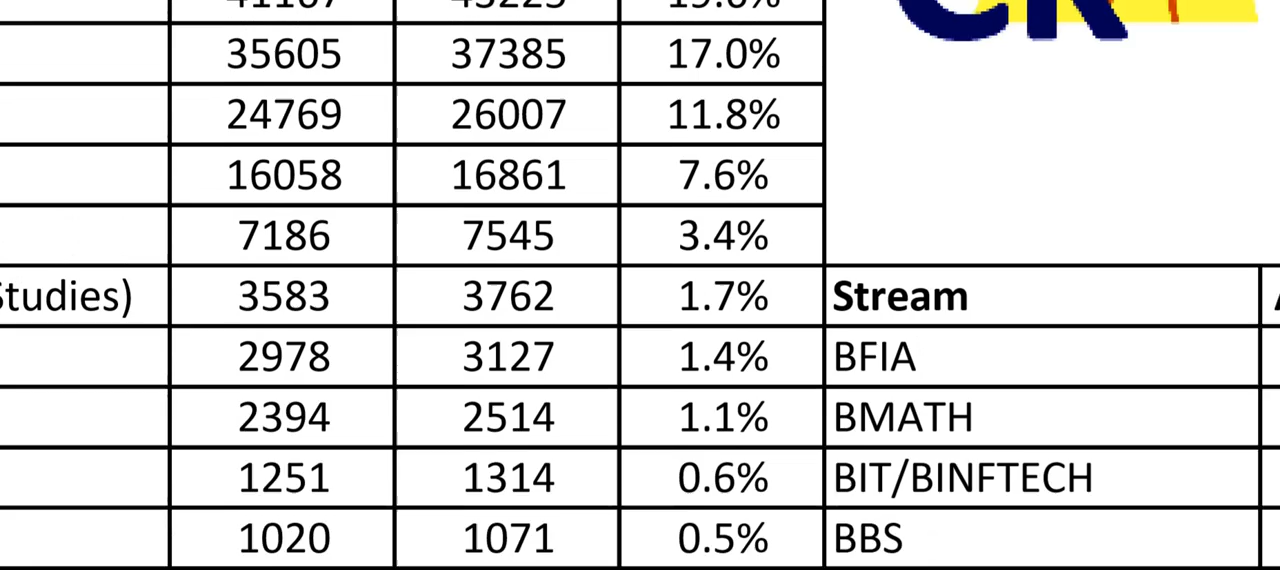 35605 37385 17.0%
24769 26007 11.8%
16058 16861 7.6%
7186 7545 3.4%
3583 3762 1.7% Stream
2978 3127 1.4% BFIA
2394 2514 1.1% BMATH
1251 1314 0.6% BIT/BINFTECH
1020 1071 0.5% BBS